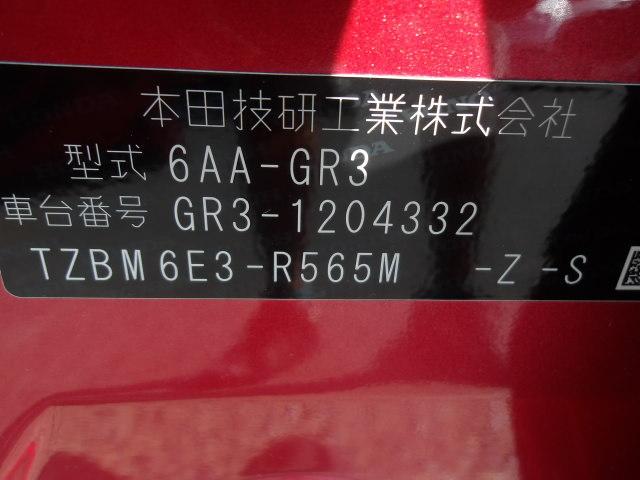 本田技研工業株式会社
型式 6AA-GR3
車台番号 GR3-1204332
TZBM6E3-R565M -Z-S